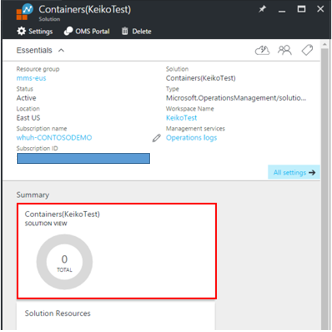 Containers(KeikoTest)
Solution
Settings
OMS Portal
Delete
Essentials
Resource group
mms-eus
Status
Active
Location
East US
Subscription name
whuh-CONTOSODEMO
Subscription ID
Solution
Containers(KeikoTest)
Type
Microsoft.OperationsManagement/solutio...
Workspace Name
KeikoTest
Management services
Operations logs
All settings
Summary
Containers(KeikoTest)
SOLUTION VIEW
0
TOTAL
Solution Resources